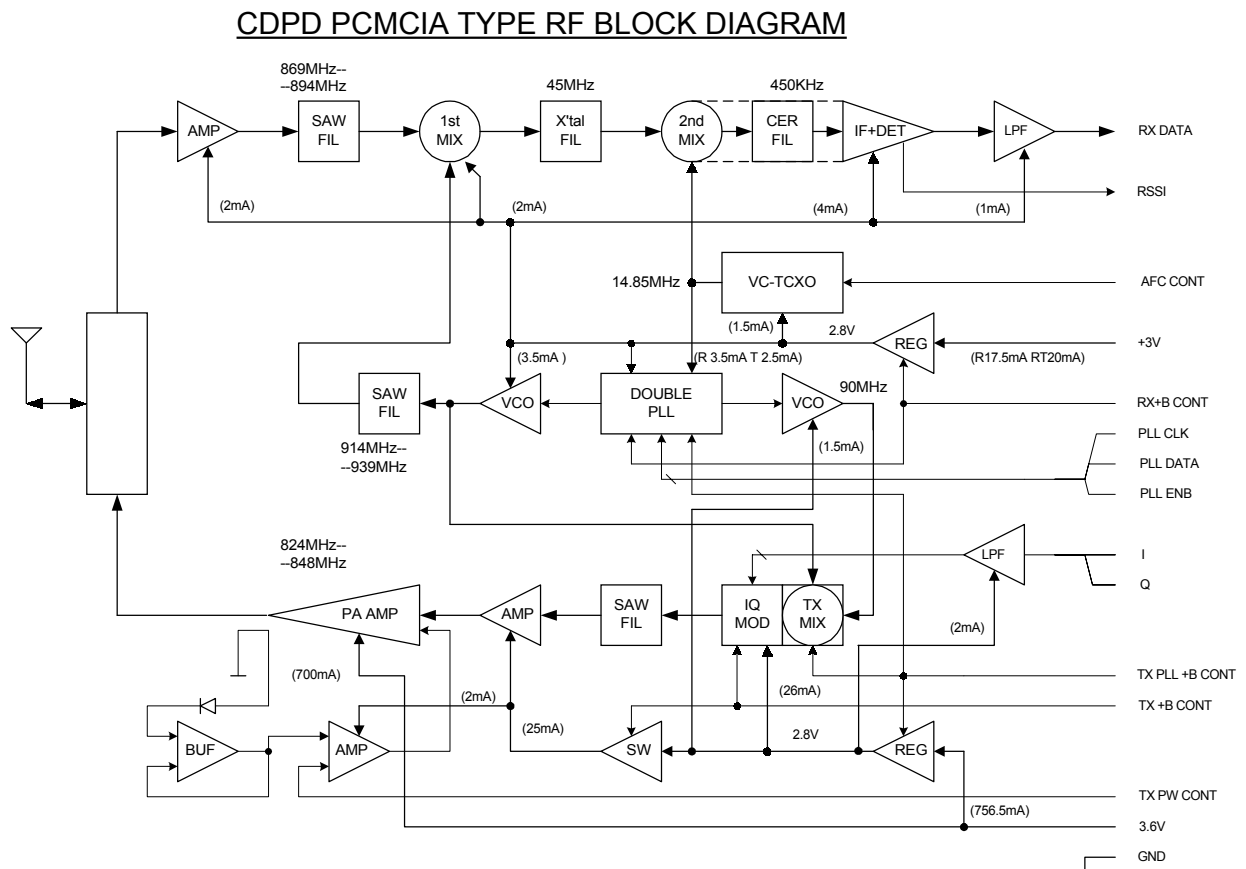 CDPD PCMCIA TYPE RF BLOCK DIAGRAM
869MHz--
--894MHz
45MHz
450KHz
AMP
SAW
FIL
1st
MIX
X'tal
FIL
2nd
MIX
CER
FIL
IF+DET
LPF
RX DATA
RSSI
(2mA)
(2mA)
(4mA)
(1mA)
14.85MHz
VC-TCXO
AFC CONT
(1.5mA)
2.8V
REG
+3V
(3.5mA )
(R 3.5mA T 2.5mA)
(R17.5mA RT20mA)
SAW
FIL
VCO
DOUBLE
PLL
VCO
90MHz
RX+B CONT
914MHz--
--939MHz
(1.5mA)
PLL CLK
PLL DATA
PLL ENB
824MHz--
--848MHz
LPF
I
Q
PA AMP
AMP
SAW
FIL
IQ
MOD
TX
MIX
(2mA)
(700mA)
(2mA)
(26mA)
TX PLL +B CONT
TX +B CONT
(25mA)
2.8V
BUF
AMP
SW
REG
TX PW CONT
(756.5mA)
3.6V
GND